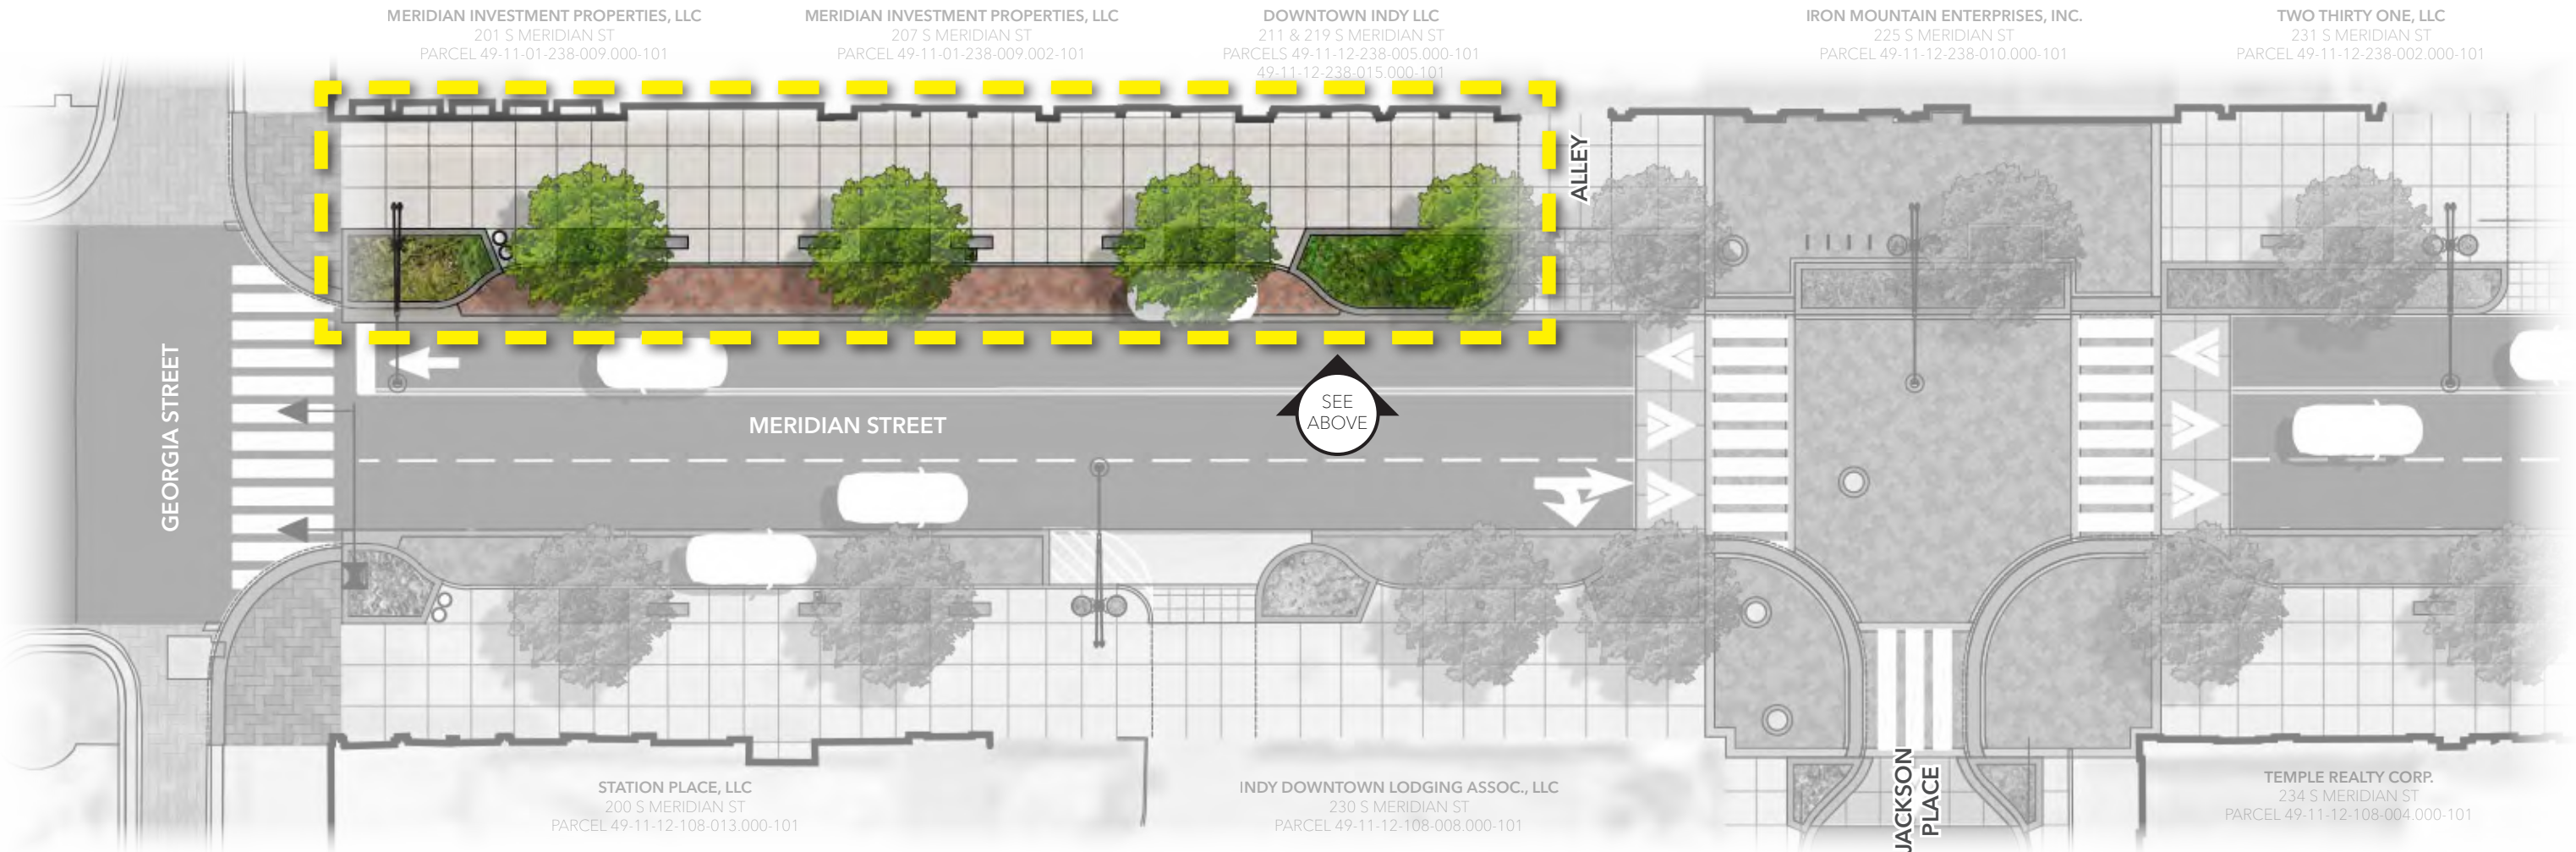 MERIDIAN INVESTMENT PROPERTIES, LLC
201 S MERIDIAN ST
PARCEL 49-11-01-238-009.000-101
MERIDIAN INVESTMENT PROPERTIES, LLC
207 S MERIDIAN ST
PARCEL 49-11-01-238-009.002-101
DOWNTOWN INDY LLC
211 & 219 S MERIDIAN ST
PARCELS 49-11-12-238-005.000-101
49-11-12-238-015.000-101
IRON MOUNTAIN ENTERPRISES, INC.
225 S MERIDIAN ST
PARCEL 49-11-12-238-010.000-101
TWO THIRTY ONE, LLC
231 S MERIDIAN ST
PARCEL 49-11-12-238-002.000-101
ALLEY
GEORGIA STREET
MERIDIAN STREET
SEE
ABOVE
STATION PLACE, LLC
200 S MERIDIAN ST
PARCEL 49-11-12-108-013.000-101
INDY DOWNTOWN LODGING ASSOC., LLC
230 S MERIDIAN ST
PARCEL 49-11-12-108-008.000-101
JACKSON
PLACE
TEMPLE REALTY CORP.
234 S MERIDIAN ST
PARCEL 49-11-12-108-004.000-101